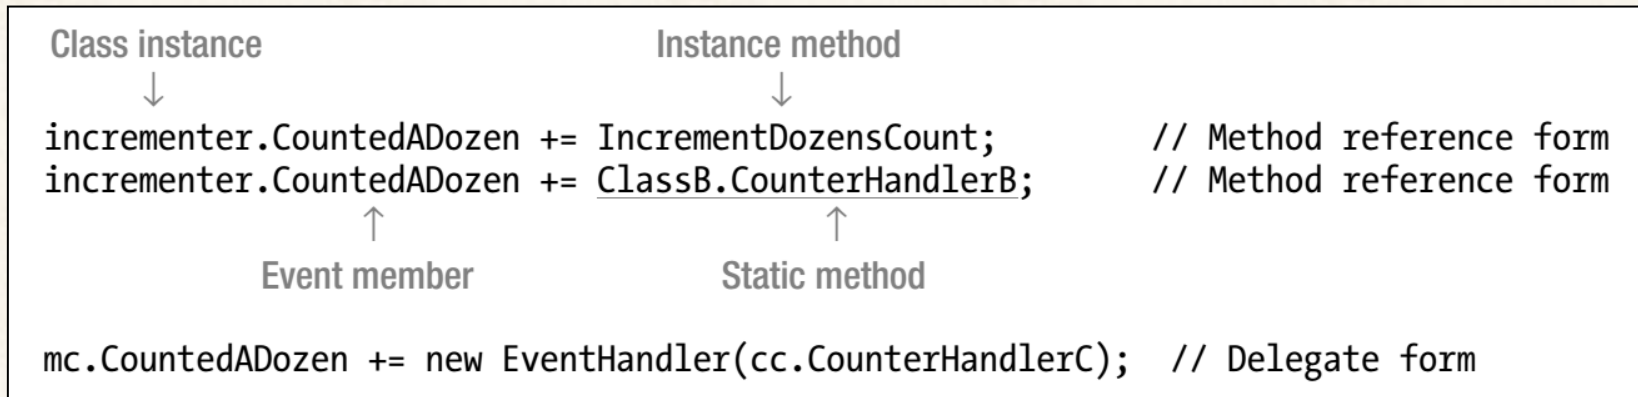 Class instance Instance method
incrementer.CountedADozen += IncrementDozensCount; // Method reference form
incrementer.CountedADozen += ClassB.CounterHandlerB; // Method reference form
Event member Static method
mc.CountedADozen += new EventHandler(cc.CounterHandlerC); // Delegate form